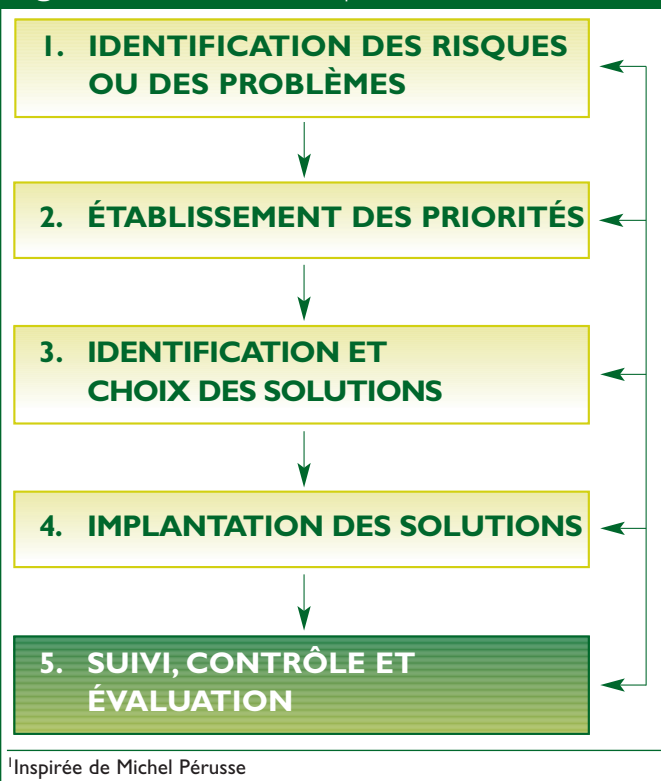 1. IDENTIFICATION DES RISQUES
OU DES PROBLÈMES
2. ÉTABLISSEMENT DES PRIORITÉS
3. IDENTIFICATION ET
CHOIX DES SOLUTIONS
4. IMPLANTATION DES SOLUTIONS
5. SUIVI, CONTRÔLE ET
ÉVALUATION
1Inspirée de Michel Pérusse